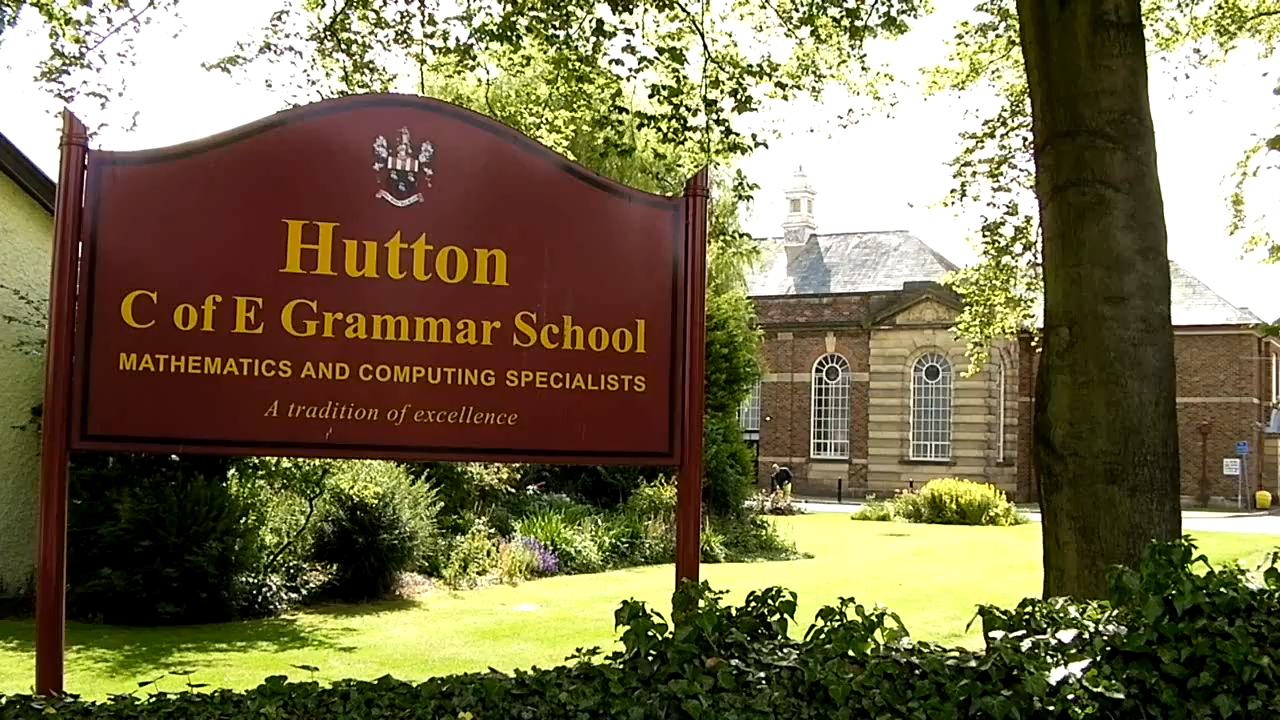 Hutton
C of E Grammar School
MATHEMATICS AND COMPUTING SPECIALISTS
A tradition of excellence